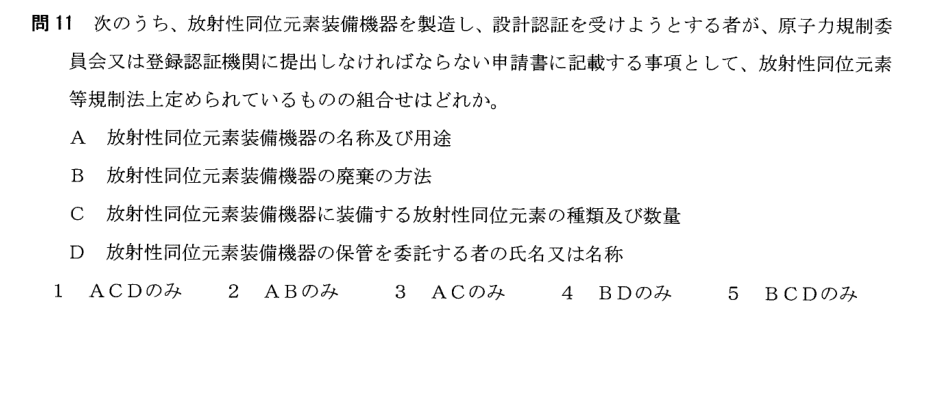 問11 次のうち、放射性同位元素装備機器を製造し、設計認証を受けようとする者が、原子力規制委
員会又は登録認証機関に提出しなければならない申請書に記載する事項として、放射性同位元素
等規制法上定められているものの組合せはどれか。
A 放射性同位元素装備機器の名称及び用途
B 放射性同位元素装備機器の廃棄の方法
C 放射性同位元素装備機器に装備する放射性同位元素の種類及び数量
D 放射性同位元素装備機器の保管を委託する者の氏名又は名称
1 ACDのみ 2 ABのみ 3 ACのみ 4 BDのみ 5 BCDのみ